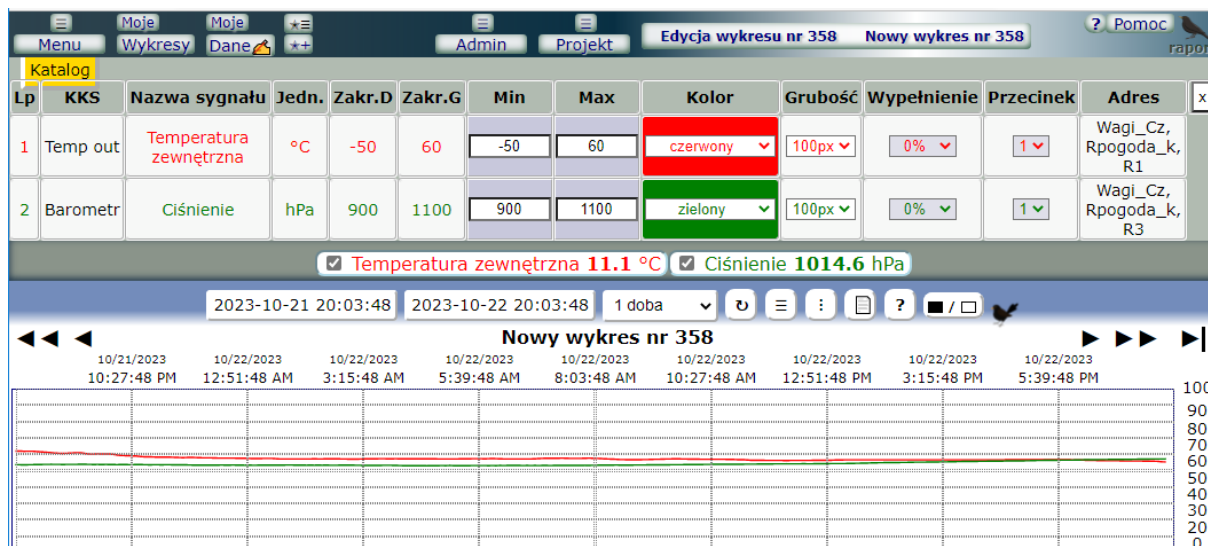 Menu Moje Wykresy Moje Dane Admin Projekt Edycja wykresu nr 358 Nowy wykres nr 358 ? Pomoc
rapor
Katalog
Lp KKS Nazwa sygnału Jedn. Zakr.D Zakr.G Min Max Kolor Grubość Wypełnienie Przecinek Adres x
1 Temp out Temperatura zewnętrzna °C -50 60 -50 60 czerwony 100px 0% 1 Wagi_Cz, Rpogoda_k, R1
2 Barometr Ciśnienie hPa 900 1100 900 1100 zielony 100px 0% 1 Wagi_Cz, Rpogoda_k, R3
Temperatura zewnętrzna 11.1 °C Ciśnienie 1014.6 hPa
2023-10-21 20:03:48 2023-10-22 20:03:48 1 doba ↻ ☰ ⋮ ? ■ / □
Nowy wykres nr 358
10/21/2023 10/22/2023 10/22/2023 10/22/2023 10/22/2023 10/22/2023 10/22/2023 10/22/2023 10/22/2023
10:27:48 PM 12:51:48 AM 3:15:48 AM 5:39:48 AM 8:03:48 AM 10:27:48 AM 12:51:48 PM 3:15:48 PM 5:39:48 PM
100
90
80
70
60
50
40
30
20
0